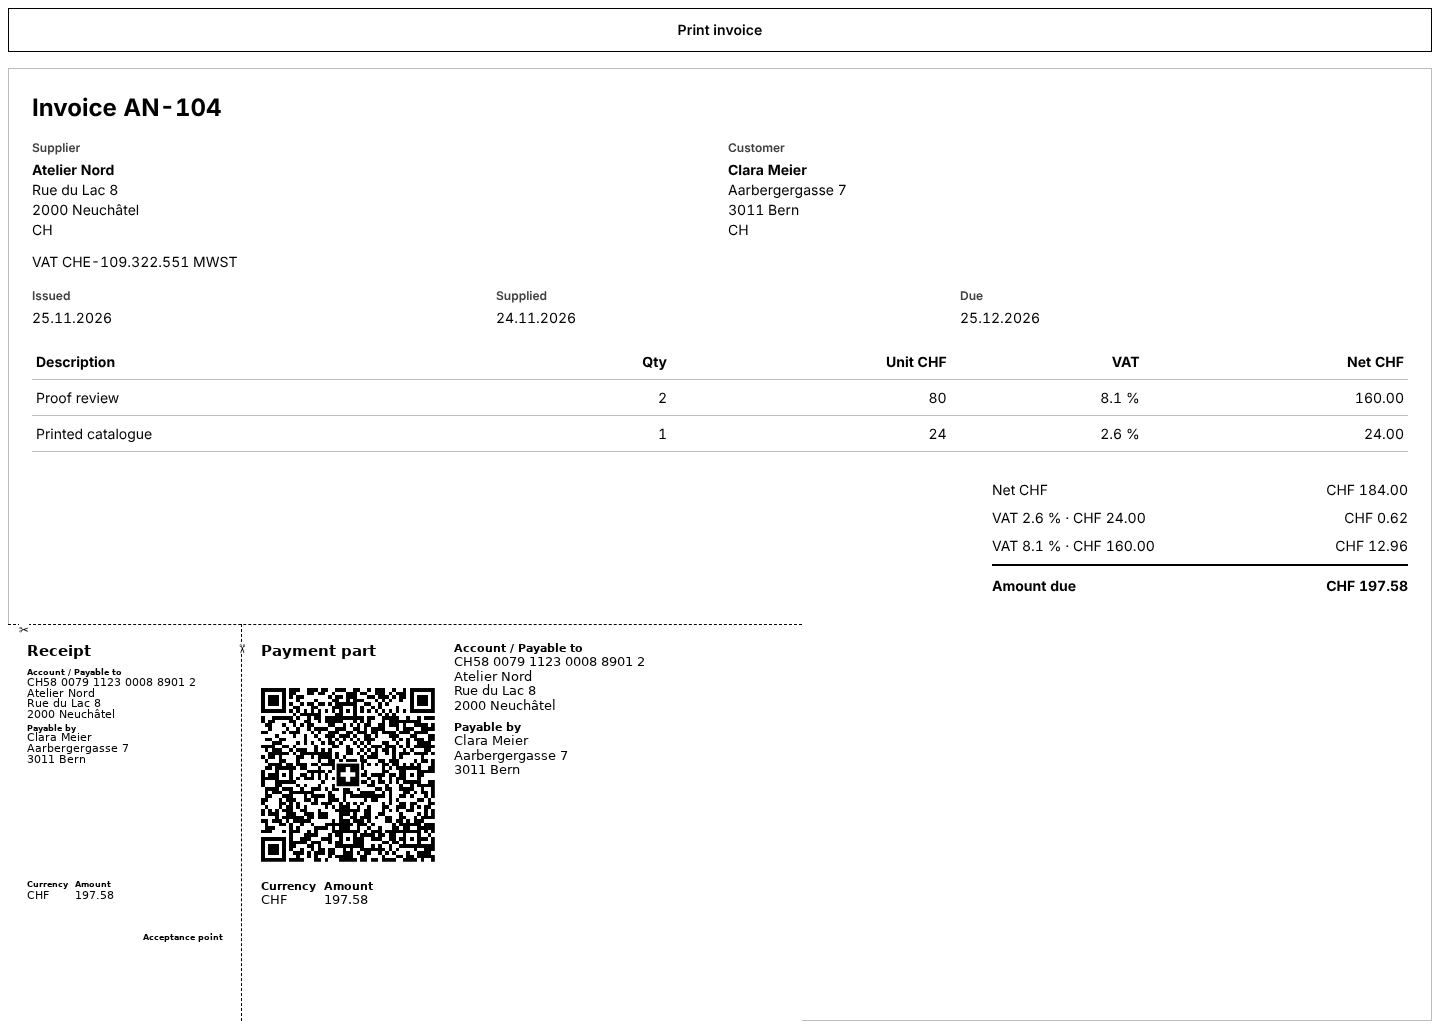 Print invoice
Invoice AN-104
Supplier
Atelier Nord
Rue du Lac 8
2000 Neuchâtel
CH
VAT CHE-109.322.551 MWST
Customer
Clara Meier
Aarbergergasse 7
3011 Bern
CH
Issued
25.11.2026
Supplied
24.11.2026
Due
25.12.2026
Description Qty Unit CHF VAT Net CHF
Proof review 2 80 8.1 % 160.00
Printed catalogue 1 24 2.6 % 24.00
Net CHF CHF 184.00
VAT 2.6 % · CHF 24.00 CHF 0.62
VAT 8.1 % · CHF 160.00 CHF 12.96
Amount due CHF 197.58
Receipt
Account / Payable to
CH58 0079 1123 0008 8901 2
Atelier Nord
Rue du Lac 8
2000 Neuchâtel
Payable by
Clara Meier
Aarbergergasse 7
3011 Bern
Currency Amount
CHF 197.58
Acceptance point
Payment part
Currency Amount
CHF 197.58
Account / Payable to
CH58 0079 1123 0008 8901 2
Atelier Nord
Rue du Lac 8
2000 Neuchâtel
Payable by
Clara Meier
Aarbergergasse 7
3011 Bern